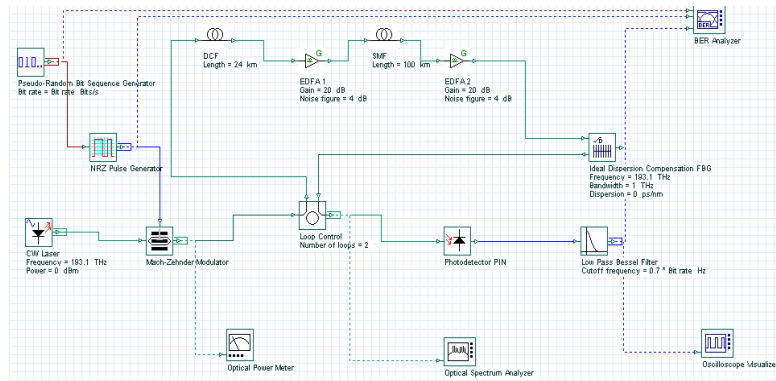 BER Analyzer
DCF
Length = 24 km
SMF
Length = 100 km
G
G
EDFA 1
Gain = 20 dB
Noise figure = 4 dB
EDFA 2
Gain = 20 dB
Noise figure = 4 dB
Pseudo-Random Bit Sequence Generator
Bit rate = Bit rate Bits/s
NRZ Pulse Generator
Ideal Dispersion Compensation FBG
Frequency = 193.1 THz
Bandwidth = 1 THz
Dispersion = 0 ps/nm
Loop Control
Number of loops = 2
CW Laser
Frequency = 193.1 THz
Power = 0 dBm
Mach-Zehnder Modulator
Photodetector PIN
Low Pass Bessel Filter
Cutoff frequency = 0.7 * Bit rate Hz
Optical Power Meter
Optical Spectrum Analyzer
Oscilloscope Visualize